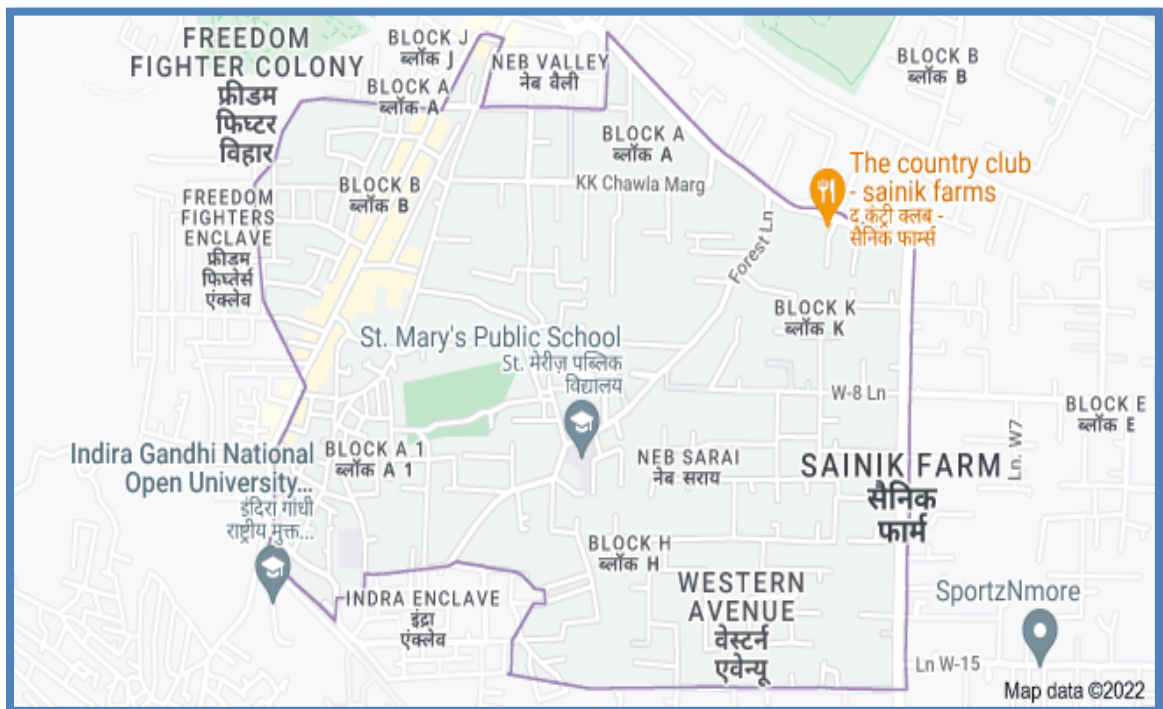 FREEDOM
FIGHTER COLONY
फ्रीडम
फिघ्टर
विहार
BLOCK J
ब्लॉक J
NEB VALLEY
नेब वैली
BLOCK B
ब्लॉक B
BLOCK A
ब्लॉक A
BLOCK A
ब्लॉक A
KK Chawla Marg
The country club
- sainik farms
द कंट्री क्लब -
सैनिक फार्म्स
BLOCK B
ब्लॉक B
FREEDOM
FIGHTERS
ENCLAVE
फ्रीडम
फिघ्तेर्स
एंक्लेव
Forest Ln
BLOCK K
ब्लॉक K
St. Mary's Public School
St. मेरीज़ पब्लिक
विद्यालय
W-8 Ln
BLOCK E
ब्लॉक E
Ln. W7
Indira Gandhi National
Open University...
इंदिरा गांधी
राष्ट्रीय मुक्त...
BLOCK A 1
ब्लॉक A 1
NEB SARAI
नेब सराय
SAINIK FARM
सैनिक
फार्म
BLOCK H
ब्लॉक H
INDRA ENCLAVE
इंद्रा
एंक्लेव
WESTERN
AVENUE
वेस्टर्न
एवेन्यू
SportzNmore
Ln W-15
Map data ©2022